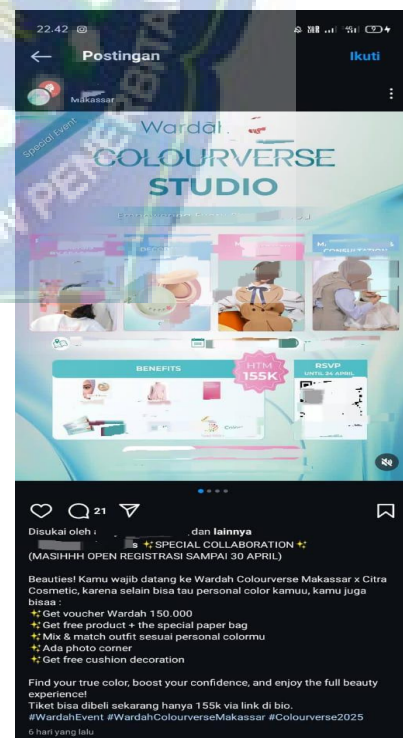 22.42
Postingan
Ikuti
Makassar
Special Event
Wardah
COLOURVERSE
STUDIO
BENEFITS
HTM
155K
RSVP
UNTIL 24 APRIL
21
Disukai oleh dan lainnya
SPECIAL COLLABORATION
(MASIHHH OPEN REGISTRASI SAMPAI 30 APRIL)
Beauties! Kamu wajib datang ke Wardah Colourverse Makassar x Citra
Cosmetic, karena selain bisa tau personal color kamuu, kamu juga
bisaa :
Get voucher Wardah 150.000
Get free product + the special paper bag
Mix & match outfit sesuai personal colormu
Ada photo corner
Get free cushion decoration
Find your true color, boost your confidence, and enjoy the full beauty
experience!
Tiket bisa dibeli sekarang hanya 155k via link di bio.
#WardahEvent #WardahColourverseMakassar #Colourverse2025
6 hari yang lalu